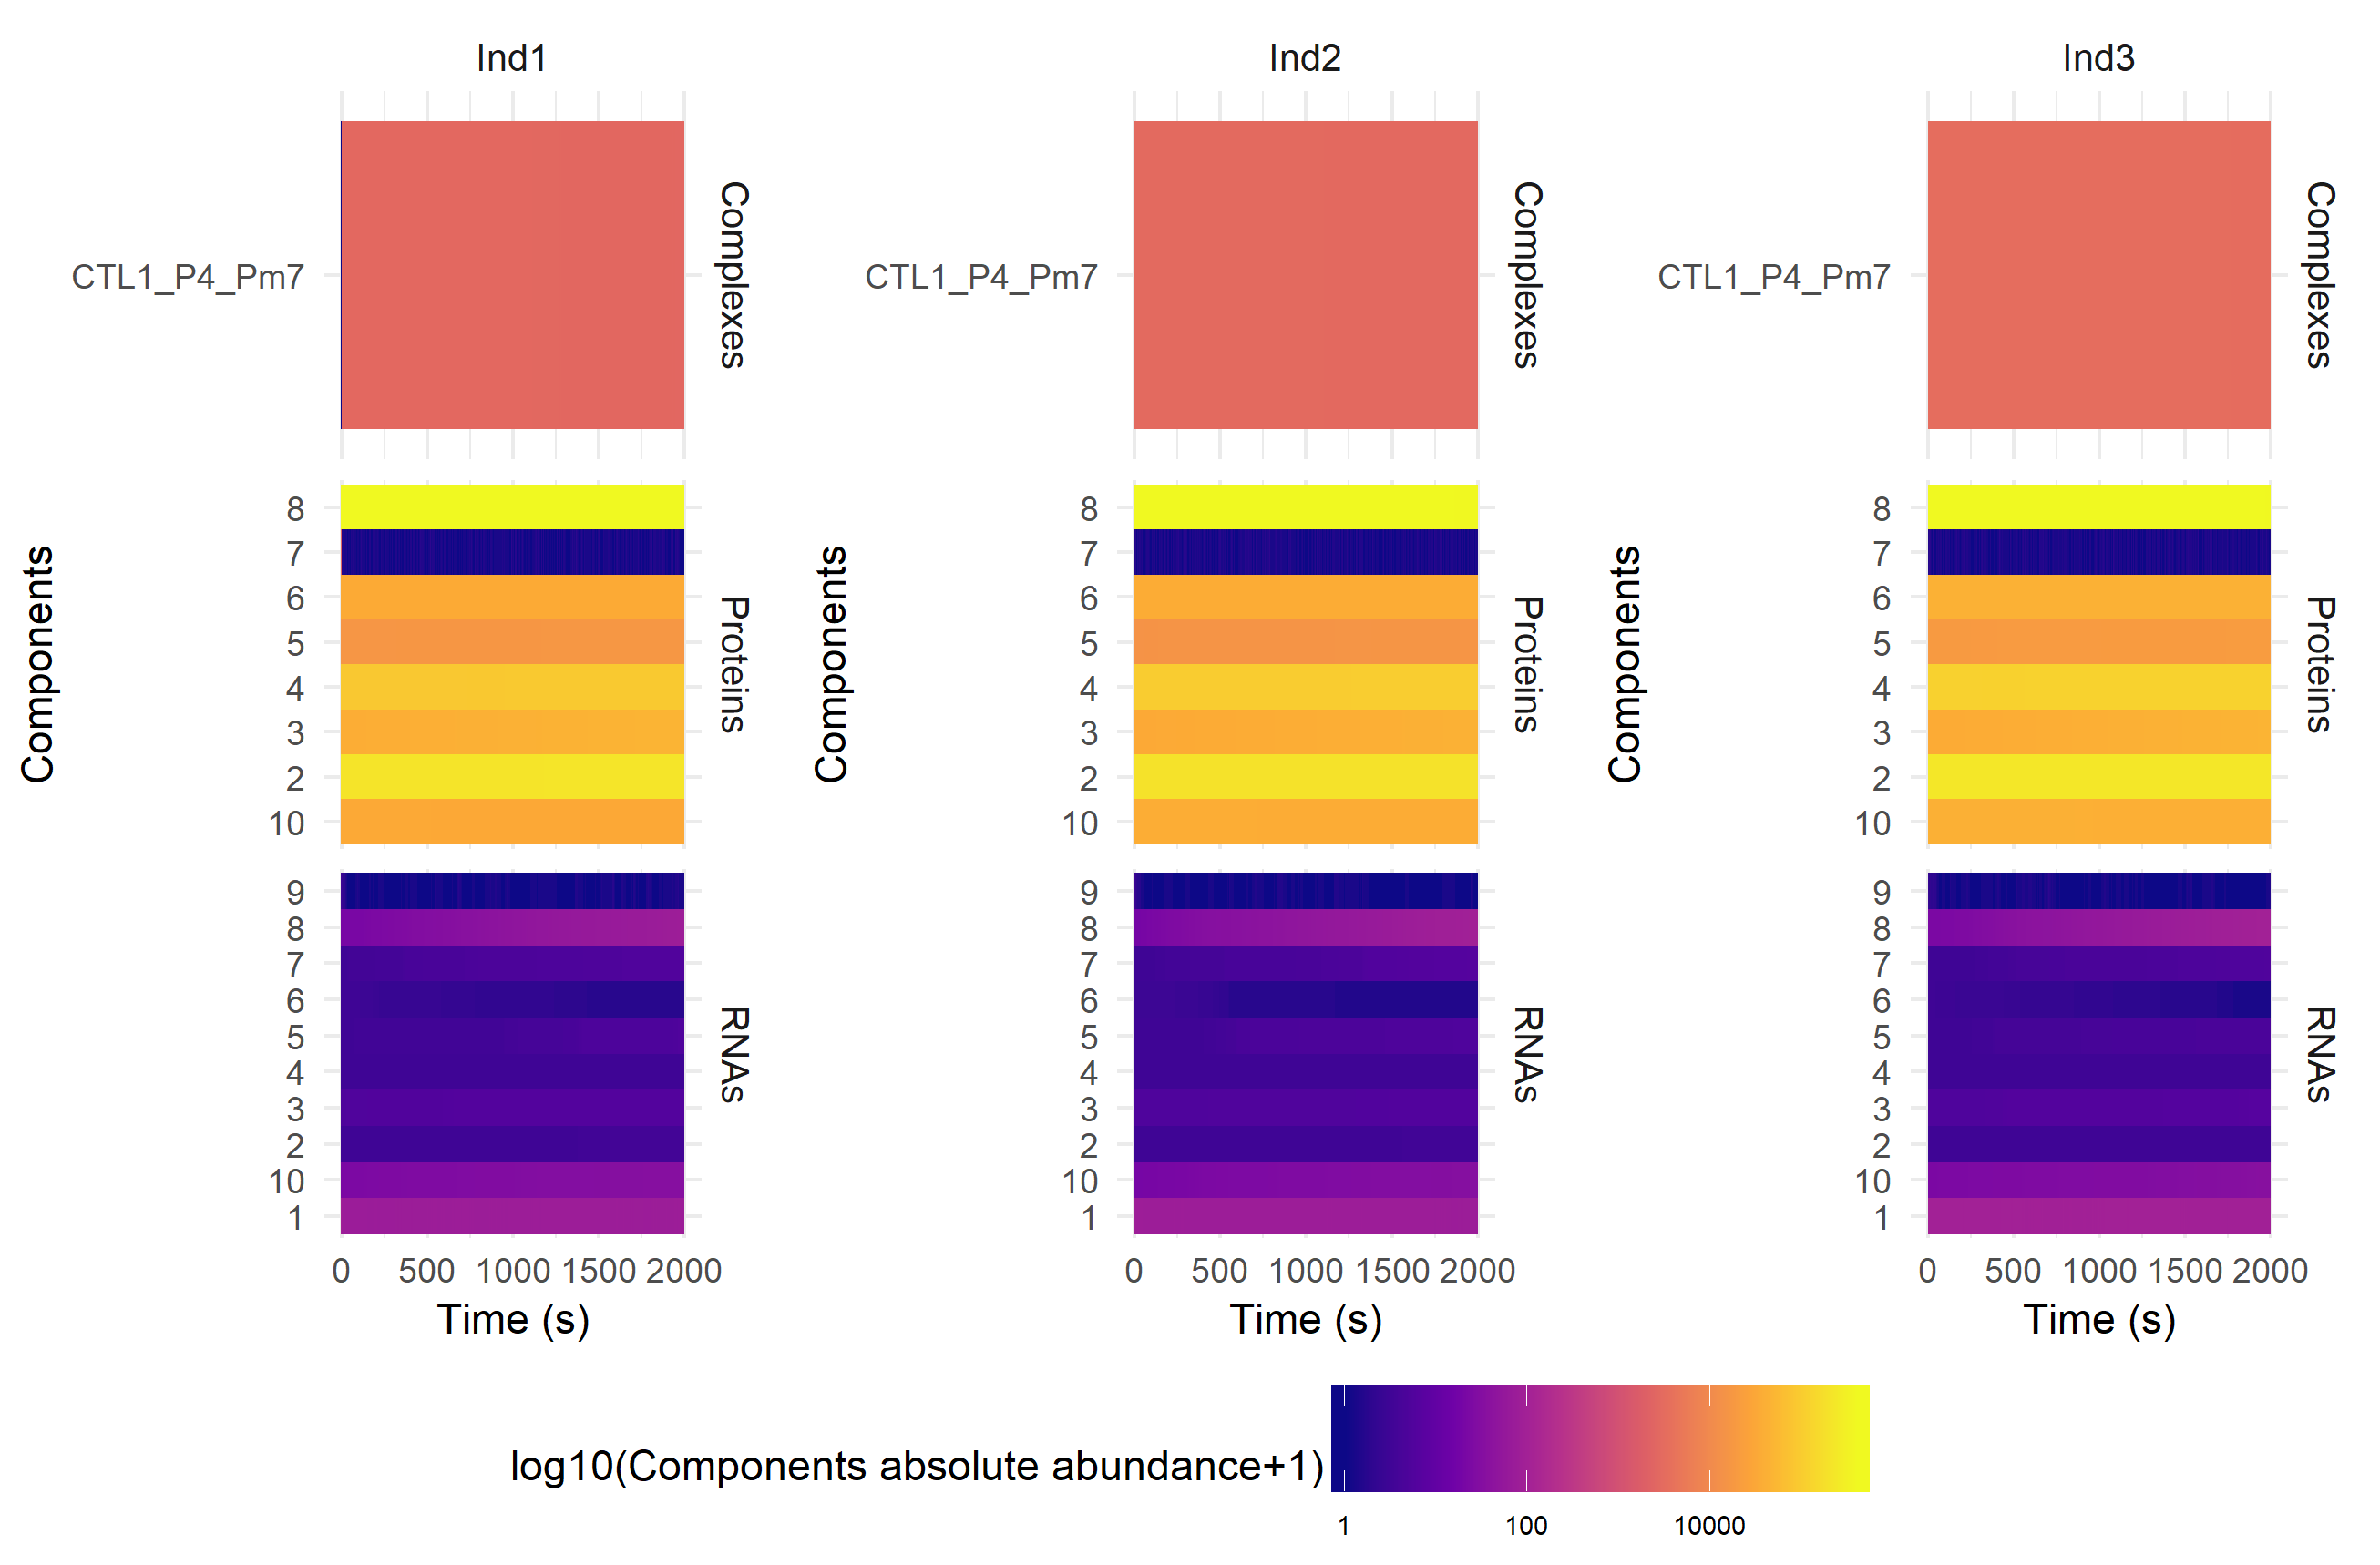 Ind1 Ind2 Ind3
CTL1_P4_Pm7 Complexes CTL1_P4_Pm7 Complexes CTL1_P4_Pm7 Complexes
Components Components Components
8 8 8
7 7 7
6 6 6
5 5 5
4 Proteins 4 Proteins 4 Proteins
3 3 3
2 2 2
10 10 10
9 9 9
8 8 8
7 7 7
6 6 6
5 RNAs 5 RNAs 5 RNAs
4 4 4
3 3 3
2 2 2
10 10 10
1 1 1
0 500 1000 1500 2000 0 500 1000 1500 2000 0 500 1000 1500 2000
Time (s) Time (s) Time (s)
log10(Components absolute abundance+1)
1 100 10000